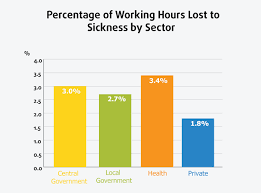 Percentage of Working Hours Lost to
Sickness by Sector
%
4.0
3.5
3.0
2.5
2.0
1.5
1.0
0.5
0.0
3.0%
2.7%
3.4%
1.8%
Central
Government
Local
Government
Health
Private